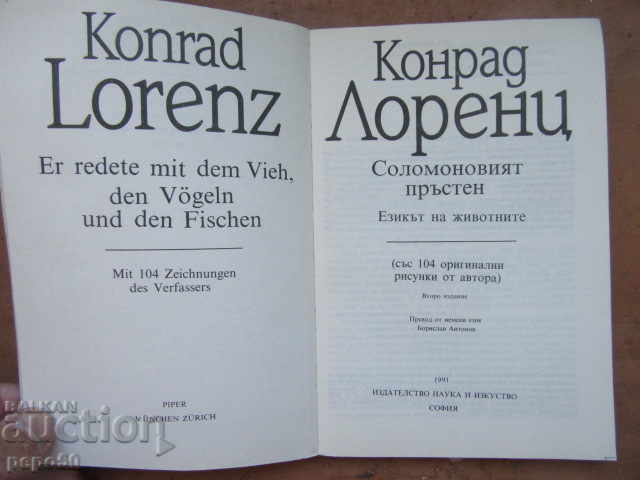 Konrad
Lorenz
Er redete mit dem Vieh,
den Vögeln
und den Fischen
Mit 104 Zeichnungen
des Verfassers
PIPER
MÜNCHEN ZÜRICH
Конрад
Лоренц
Соломоновият
пръстен
Езикът на животните
(със 104 оригинални
рисунки от автора)
Второ издание
Превод от немски език
Борислав Антонов
1991
ИЗДАТЕЛСТВО НАУКА И ИЗКУСТВО
СОФИЯ
BALKAN
auction
pepo50